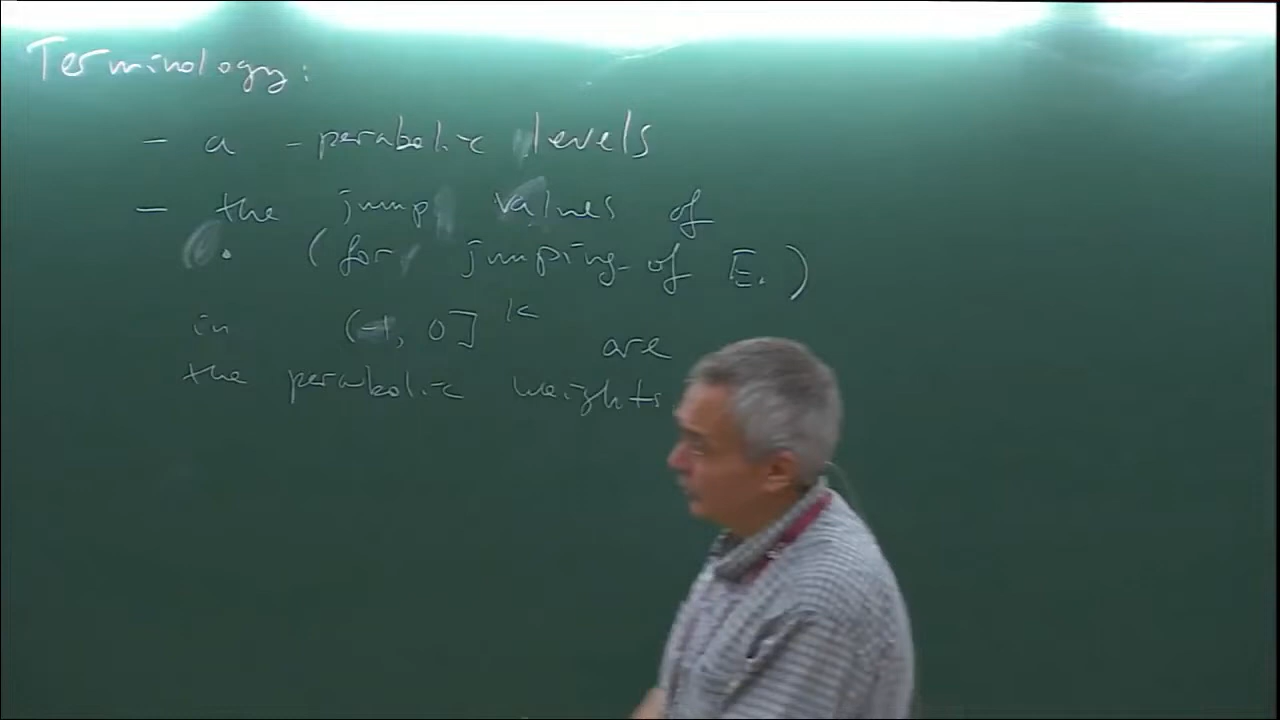 Terminology:
- a - parabolic levels
- the jump values of
• (for jumping of E.)
in (-1, 0]^k are
the parabolic weights.